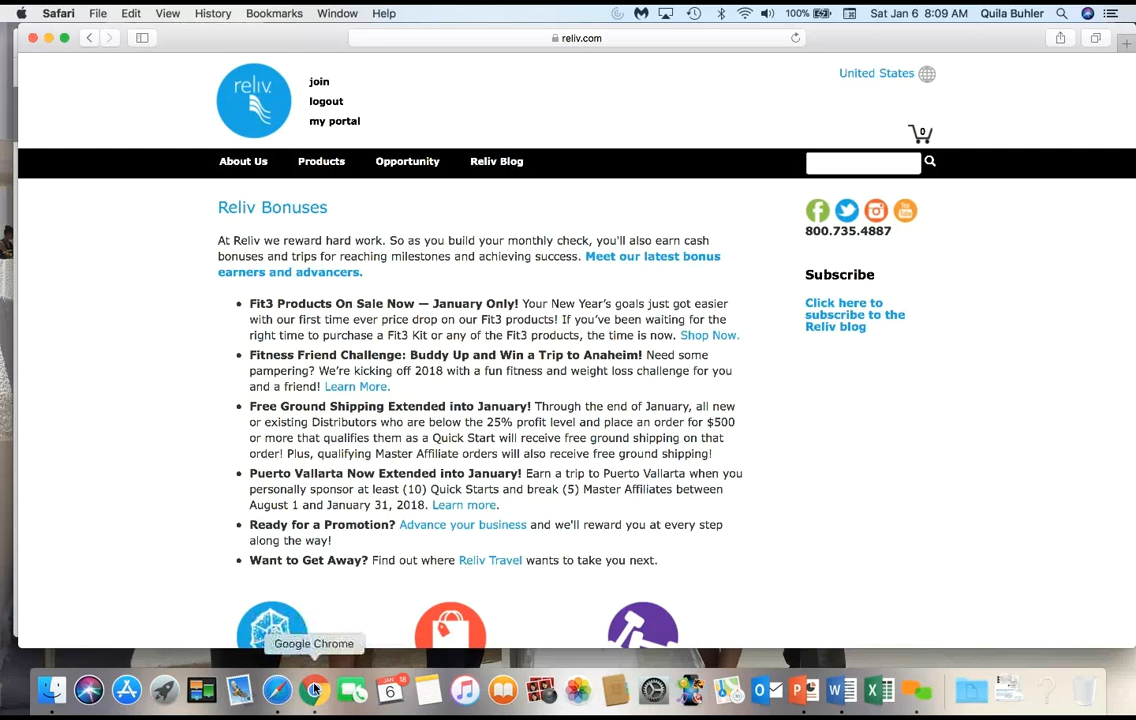 Safari File Edit View History Bookmarks Window Help 100% Sat Jan 6 8:09 AM Quila Buhler
reliv.com
reliv
join
logout
my portal
United States
0
About Us Products Opportunity Reliv Blog
Reliv Bonuses
At Reliv we reward hard work. So as you build your monthly check, you'll also earn cash
bonuses and trips for reaching milestones and achieving success. Meet our latest bonus
earners and advancers.
• Fit3 Products On Sale Now — January Only! Your New Year's goals just got easier
with our first time ever price drop on our Fit3 products! If you've been waiting for the
right time to purchase a Fit3 Kit or any of the Fit3 products, the time is now. Shop Now.
• Fitness Friend Challenge: Buddy Up and Win a Trip to Anaheim! Need some
pampering? We're kicking off 2018 with a fun fitness and weight loss challenge for you
and a friend! Learn More.
• Free Ground Shipping Extended into January! Through the end of January, all new
or existing Distributors who are below the 25% profit level and place an order for $500
or more that qualifies them as a Quick Start will receive free ground shipping on that
order! Plus, qualifying Master Affiliate orders will also receive free ground shipping!
• Puerto Vallarta Now Extended into January! Earn a trip to Puerto Vallarta when you
personally sponsor at least (10) Quick Starts and break (5) Master Affiliates between
August 1 and January 31, 2018. Learn more.
• Ready for a Promotion? Advance your business and we'll reward you at every step
along the way!
• Want to Get Away? Find out where Reliv Travel wants to take you next.
800.735.4887
Subscribe
Click here to
subscribe to the
Reliv blog
Google Chrome
JAN
6